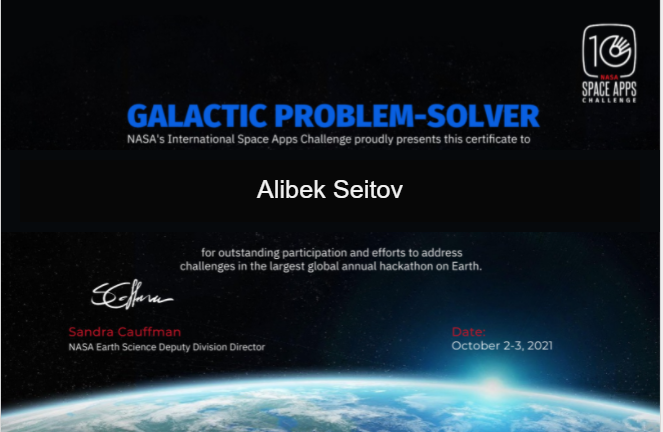 10
NASA
SPACE APPS
CHALLENGE
GALACTIC PROBLEM-SOLVER
NASA's International Space Apps Challenge proudly presents this certificate to
Alibek Seitov
for outstanding participation and efforts to address
challenges in the largest global annual hackathon on Earth.
Sandra Cauffman
NASA Earth Science Deputy Division Director
Date:
October 2-3, 2021